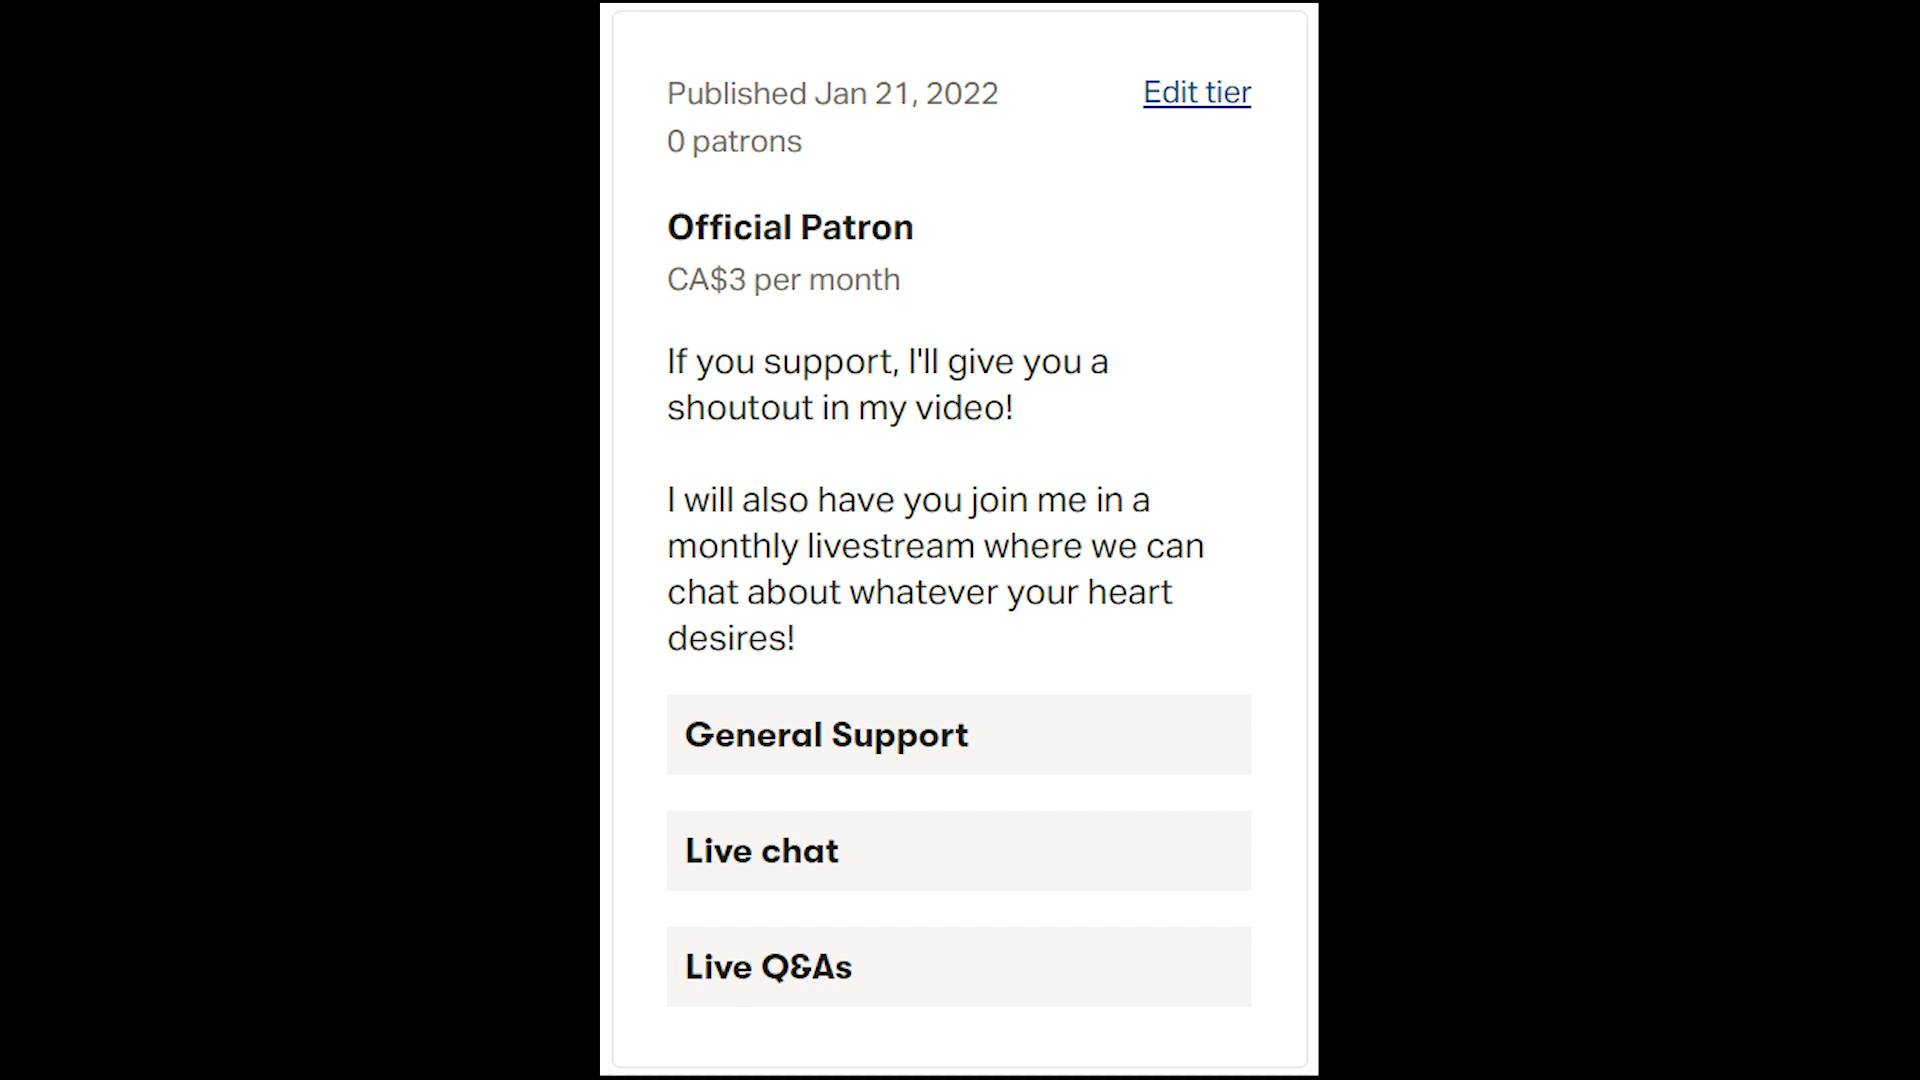 Published Jan 21, 2022
Edit tier
0 patrons
Official Patron
CA$3 per month
If you support, I'll give you a
shoutout in my video!
I will also have you join me in a
monthly livestream where we can
chat about whatever your heart
desires!
General Support
Live chat
Live Q&As